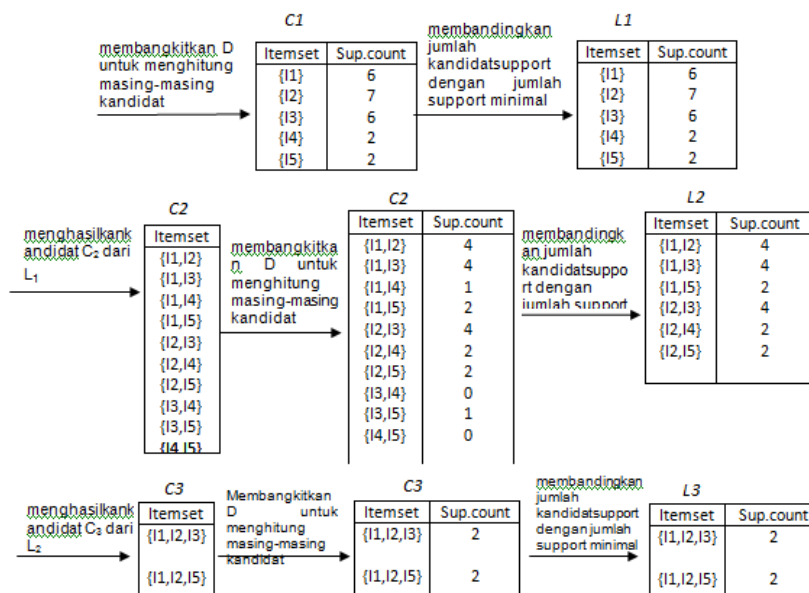 C1
L1
membangkitkan D
untuk menghitung
masing-masing
kandidat
Itemset Sup.count
{I1} 6
{I2} 7
{I3} 6
{I4} 2
{I5} 2
membandingkan
jumlah
kandidatsupport
dengan jumlah
support minimal
Itemset Sup.count
{I1} 6
{I2} 7
{I3} 6
{I4} 2
{I5} 2
menghasilkank
andidat C2 dari
L1
C2
Itemset
{I1,I2}
{I1,I3}
{I1,I4}
{I1,I5}
{I2,I3}
{I2,I4}
{I2,I5}
{I3,I4}
{I3,I5}
{I4,I5}
membangkitka
n D untuk
menghitung
masing-masing
kandidat
C2
Itemset Sup.count
{I1,I2} 4
{I1,I3} 4
{I1,I4} 1
{I1,I5} 2
{I2,I3} 4
{I2,I4} 2
{I2,I5} 2
{I3,I4} 0
{I3,I5} 1
{I4,I5} 0
membandingk
an jumlah
kandidatsuppo
rt dengan
jumlah support
L2
Itemset Sup.count
{I1,I2} 4
{I1,I3} 4
{I1,I5} 2
{I2,I3} 4
{I2,I4} 2
{I2,I5} 2
menghasilkank
andidat C3 dari
L2
C3
Itemset
{I1,I2,I3}
{I1,I2,I5}
Membangkitkan
D untuk
menghitung
masing-masing
kandidat
C3
Itemset Sup.count
{I1,I2,I3} 2
{I1,I2,I5} 2
membandingkan
jumlah
kandidatsupport
dengan jumlah
support minimal
L3
Itemset Sup.count
{I1,I2,I3} 2
{I1,I2,I5} 2